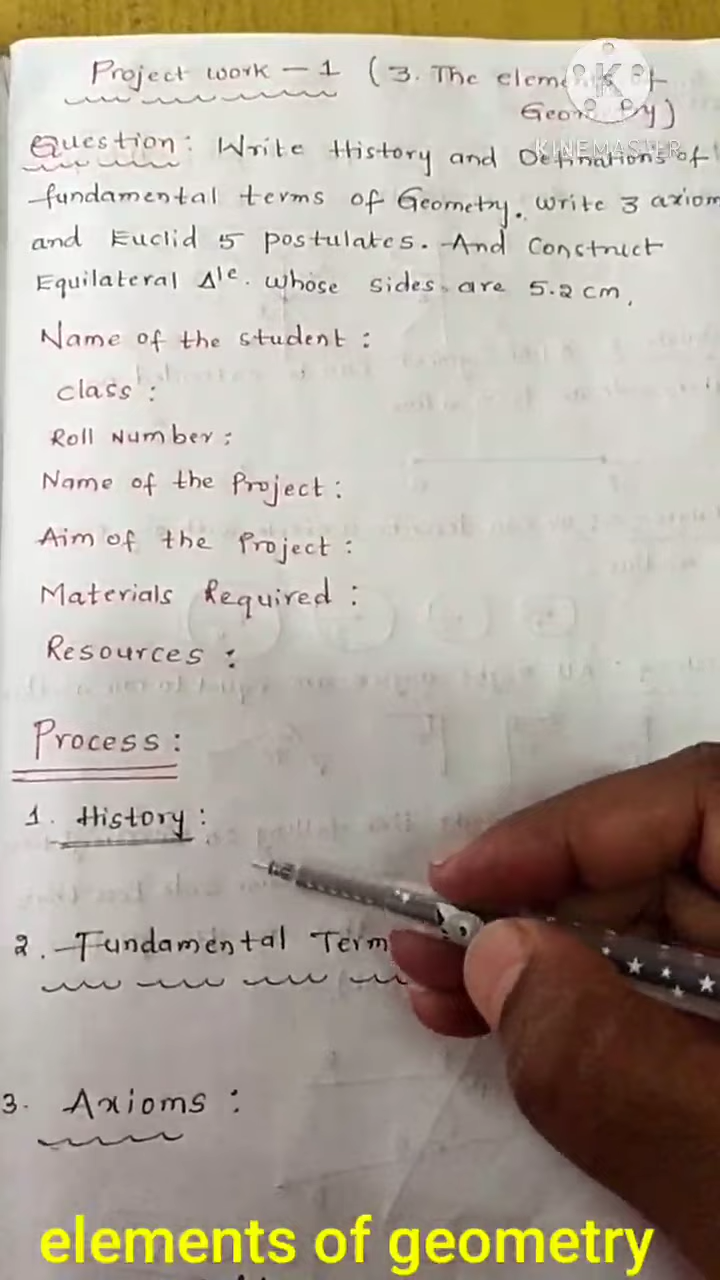 Project work - 1 (3. The elements of
Geometry)
KINEMASTER
Question: Write History and Definations of
fundamental terms of Geometry. Write 3 axiom
and Euclid 5 postulates. And Construct
Equilateral Δle. whose sides are 5.2 cm.
Name of the student :
Class :
Roll Number :
Name of the Project :
Aim of the Project :
Materials Required :
Resources :
Process :
1. History :
2. Fundamental Term
3. Axioms :
elements of geometry